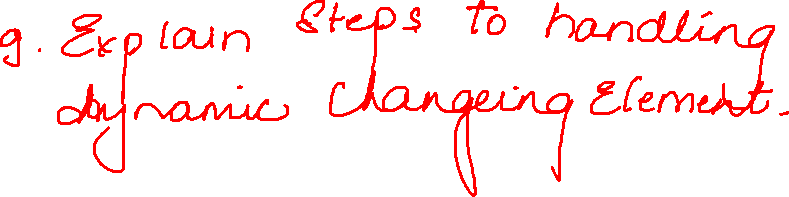 9. Explain Steps to handling
dynamic changeing Element.